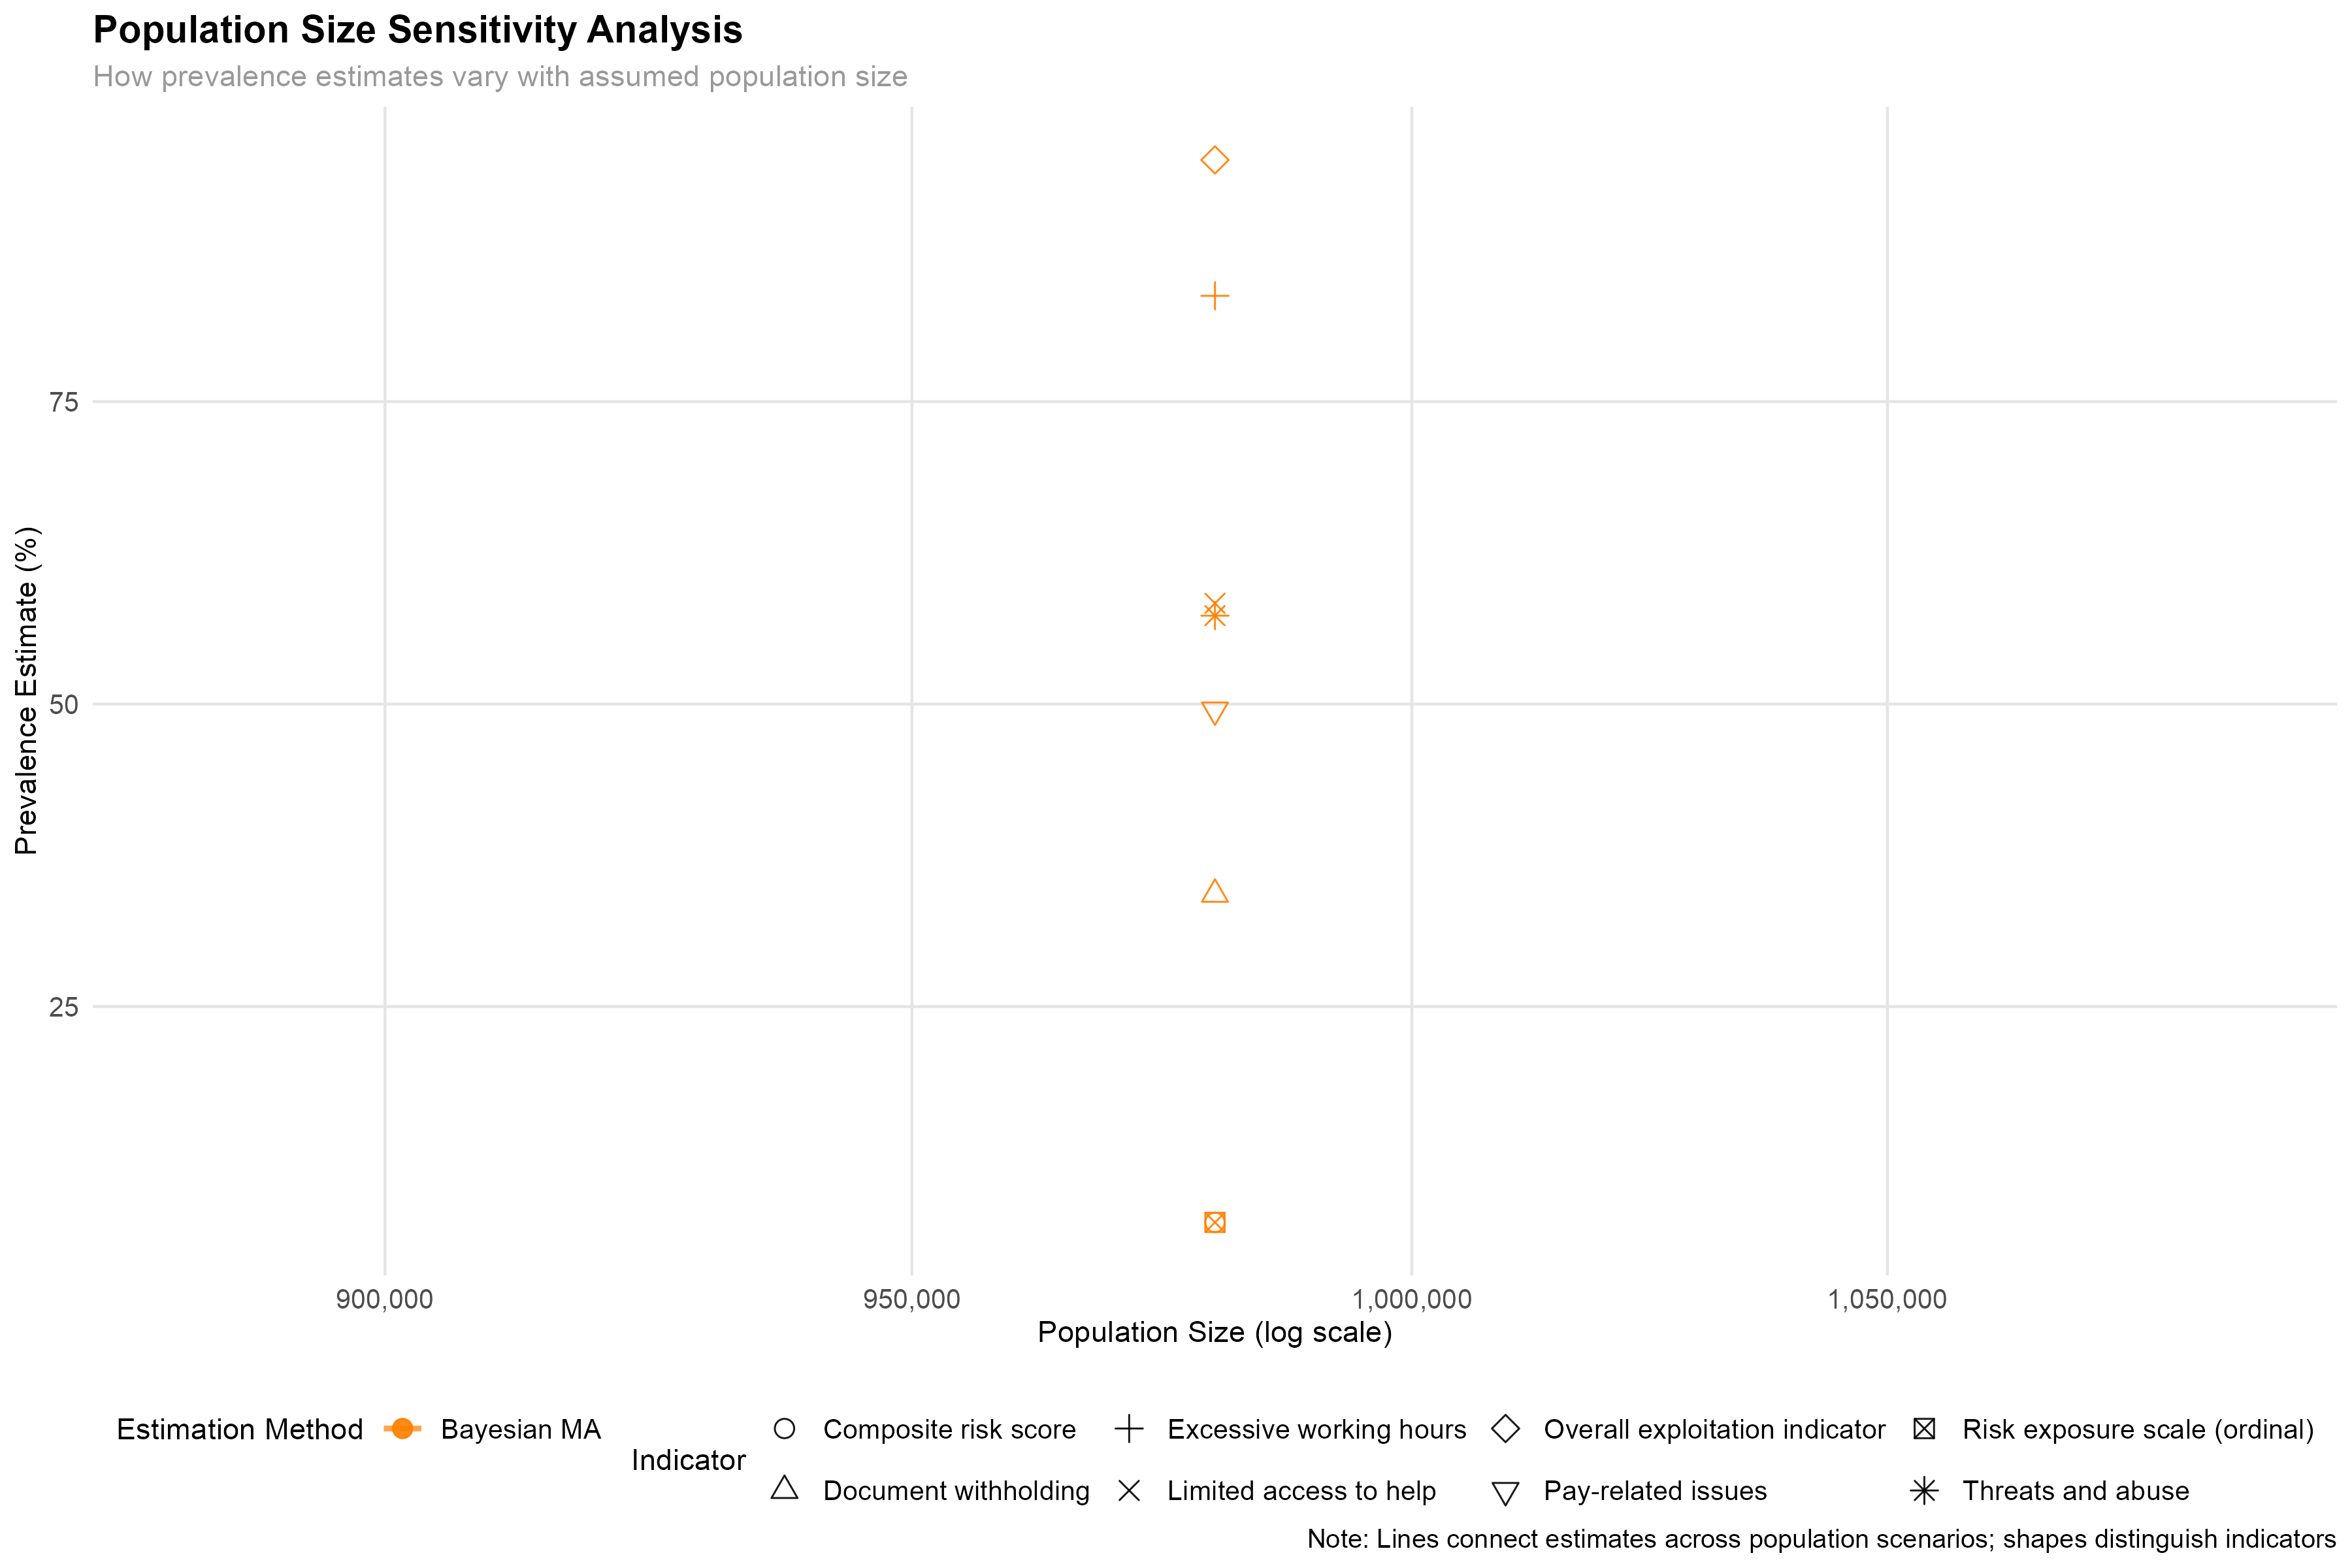 Population Size Sensitivity Analysis
How prevalence estimates vary with assumed population size
Prevalence Estimate (%)
75
50
25
900,000
950,000
1,000,000
1,050,000
Population Size (log scale)
Estimation Method
Bayesian MA
Indicator
Composite risk score
Excessive working hours
Overall exploitation indicator
Risk exposure scale (ordinal)
Document withholding
Limited access to help
Pay-related issues
Threats and abuse
Note: Lines connect estimates across population scenarios; shapes distinguish indicators